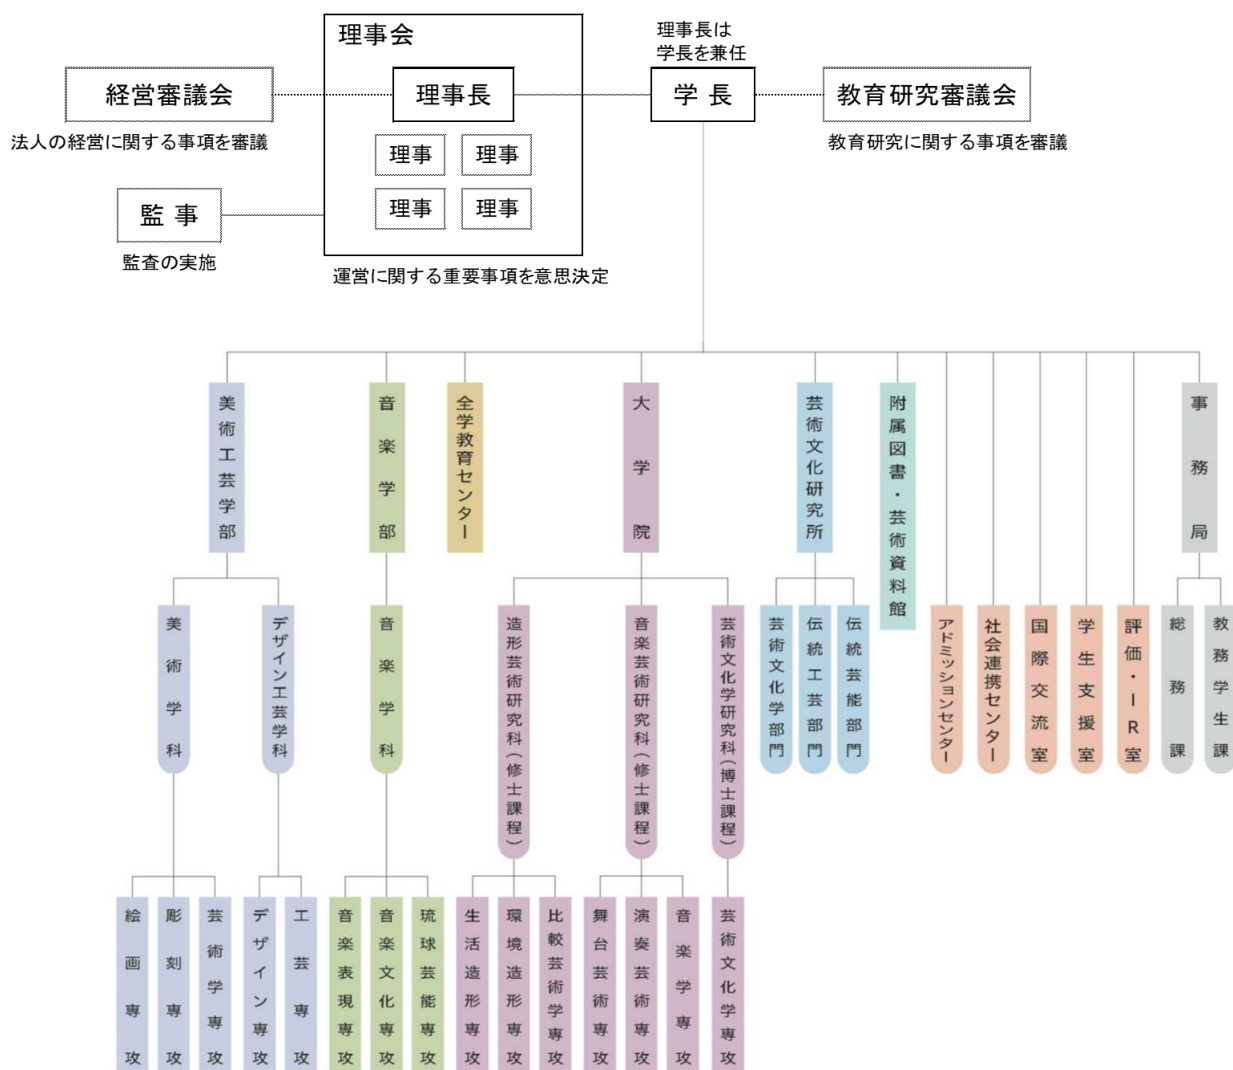 理事会
理事長は
学長を兼任
経営審議会
理事長
学長
教育研究審議会
法人の経営に関する事項を審議
教育研究に関する事項を審議
理事
理事
監事
理事
理事
監査の実施
運営に関する重要事項を意思決定
美術工芸学部
音楽学部
全学教育センター
大学院
芸術文化研究所
附属図書・芸術資料館
事務局
美術学科
デザイン工芸学科
音楽学科
造形芸術研究科(修士課程)
音楽芸術研究科(修士課程)
芸術文化学研究科(博士課程)
芸術文化学部門
伝統工芸部門
伝統芸能部門
アドミッションセンター
社会連携センター
国際交流室
学生支援室
評価・IR室
総務課
教務学生課
絵画専攻
彫刻専攻
芸術学専攻
デザイン専攻
工芸専攻
音楽表現専攻
音楽文化専攻
琉球芸能専攻
生活造形専攻
環境造形専攻
比較芸術学専攻
舞台芸術専攻
演奏芸術専攻
音楽学専攻
芸術文化学専攻